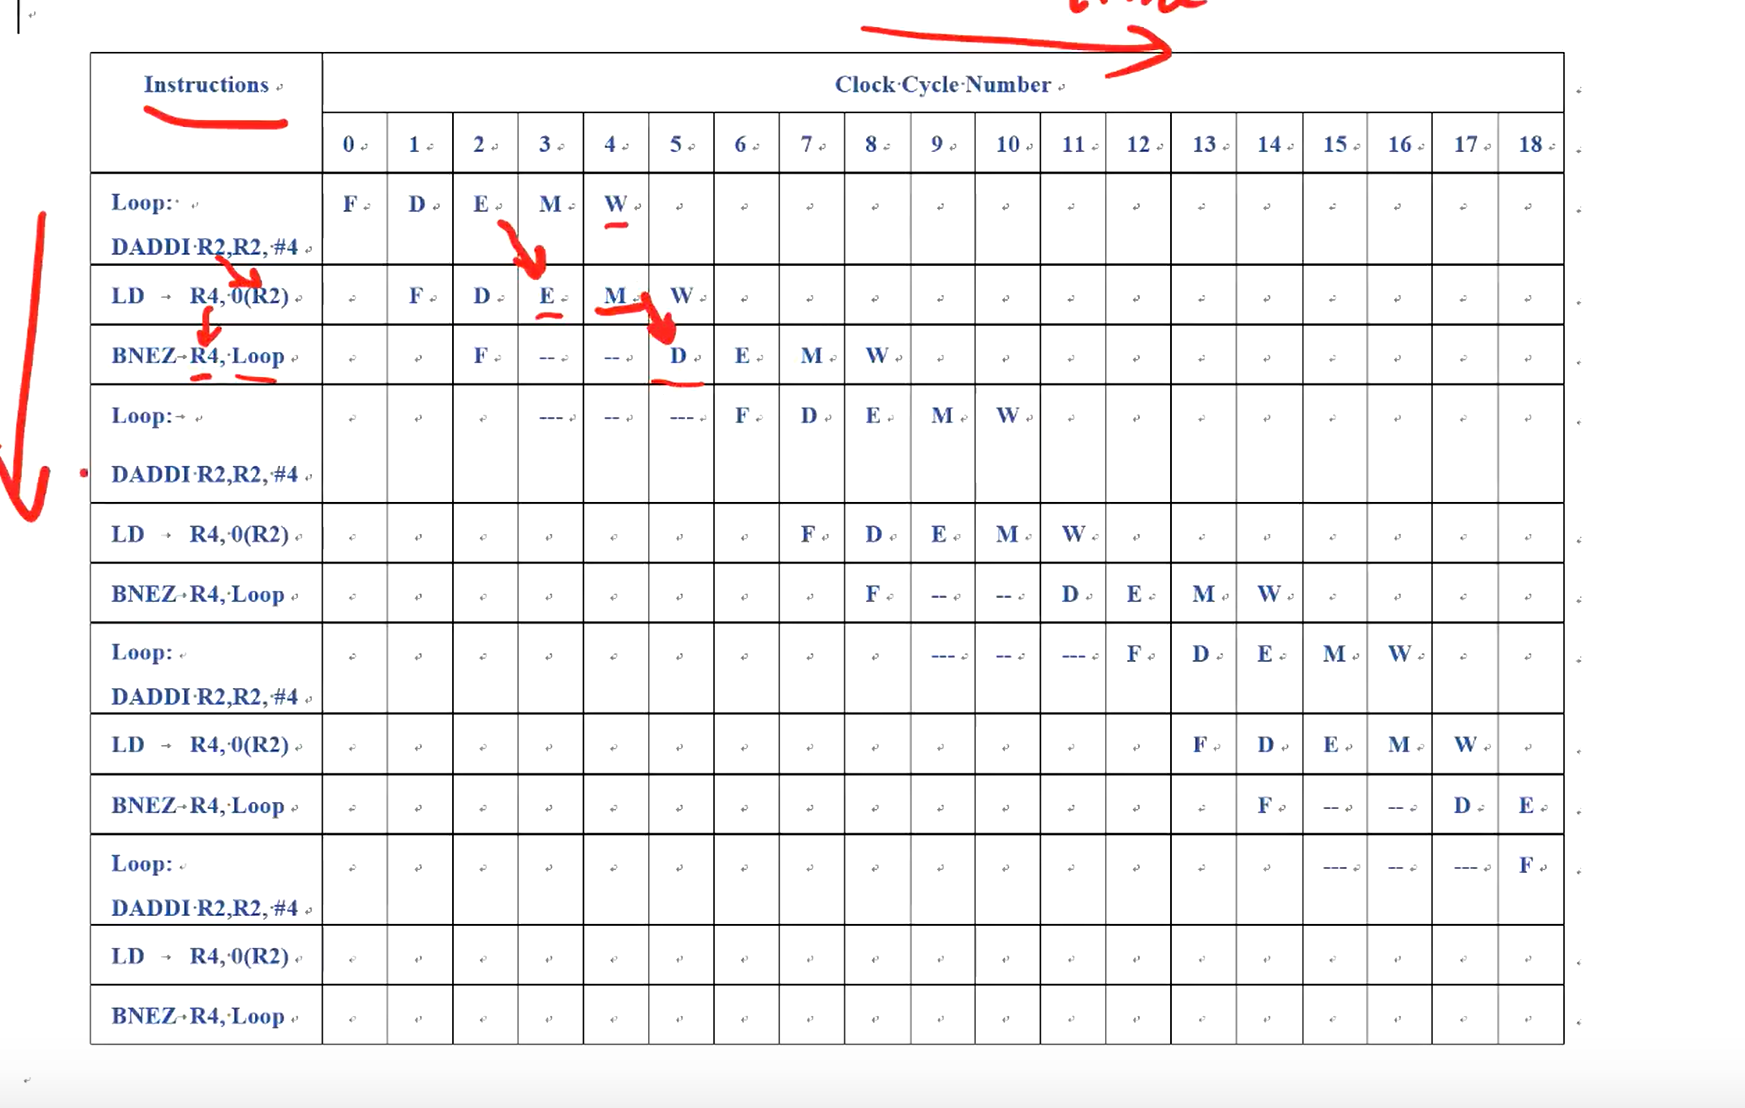 Instructions Clock Cycle Number
0 1 2 3 4 5 6 7 8 9 10 11 12 13 14 15 16 17 18
Loop: F D E M W
DADDI R2,R2, #4
LD → R4, 0(R2) F D E M W
BNEZ→R4, Loop F -- -- D E M W
Loop:→ --- -- --- F D E M W
DADDI R2,R2, #4
LD → R4, 0(R2) F D E M W
BNEZ→R4, Loop F -- -- D E M W
Loop: --- -- --- F D E M W
DADDI R2,R2, #4
LD → R4, 0(R2) F D E M W
BNEZ→R4, Loop F -- -- D E
Loop: --- -- --- F
DADDI R2,R2, #4
LD → R4, 0(R2)
BNEZ→R4, Loop